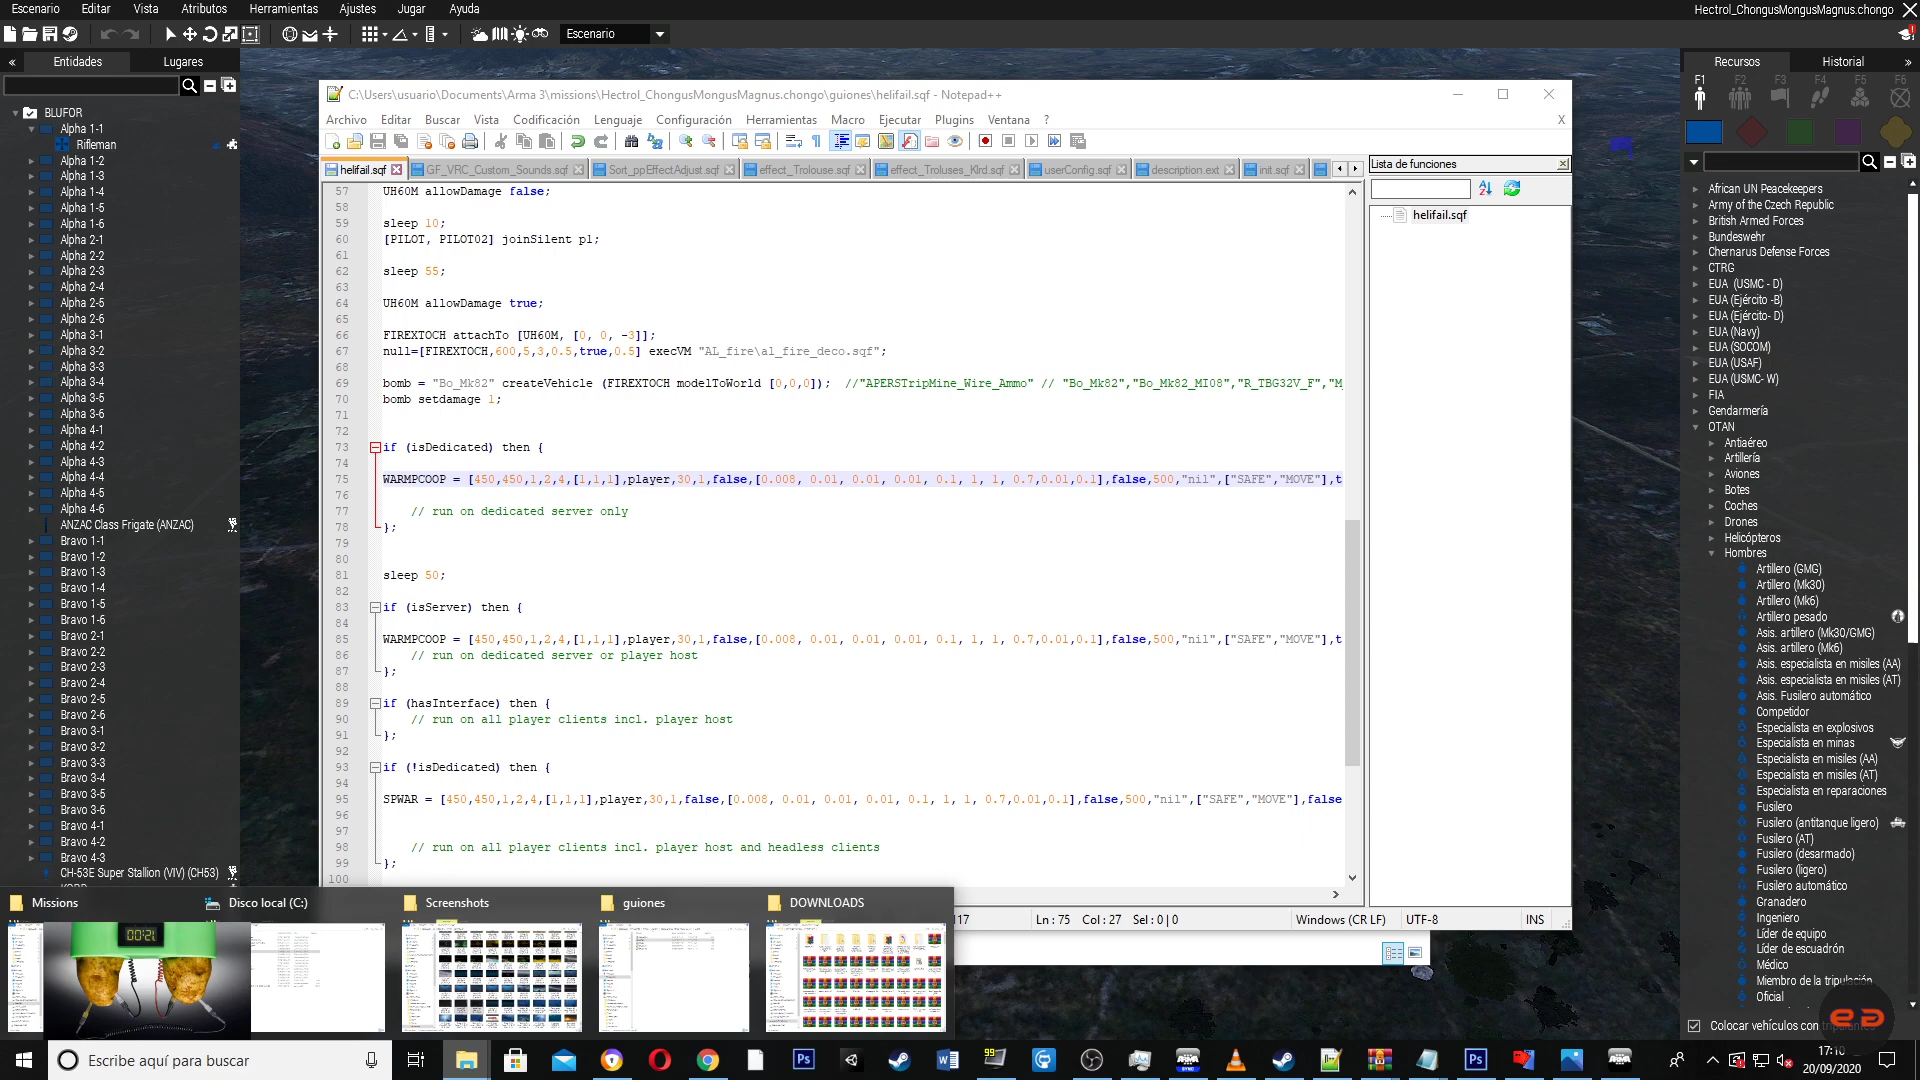 Escenario Editar Vista Atributos Herramientas Ajustes Jugar Ayuda
Hectrol_ChongusMongusMagnus.chongo
Escenario
Entidades Lugares
BLUFOR
Alpha 1-1
Rifleman
Alpha 1-2
Alpha 1-3
Alpha 1-4
Alpha 1-5
Alpha 1-6
Alpha 2-1
Alpha 2-2
Alpha 2-3
Alpha 2-4
Alpha 2-5
Alpha 2-6
Alpha 3-1
Alpha 3-2
Alpha 3-3
Alpha 3-4
Alpha 3-5
Alpha 3-6
Alpha 4-1
Alpha 4-2
Alpha 4-3
Alpha 4-4
Alpha 4-5
Alpha 4-6
ANZAC Class Frigate (ANZAC)
Bravo 1-1
Bravo 1-2
Bravo 1-3
Bravo 1-4
Bravo 1-5
Bravo 1-6
Bravo 2-1
Bravo 2-2
Bravo 2-3
Bravo 2-4
Bravo 2-5
Bravo 2-6
Bravo 3-1
Bravo 3-2
Bravo 3-3
Bravo 3-4
Bravo 3-5
Bravo 3-6
Bravo 4-1
Bravo 4-2
Bravo 4-3
CH-53E Super Stallion (VIV) (CH53)
C:\Users\usuario\Documents\Arma 3\missions\Hectrol_ChongusMongusMagnus.chongo\guiones\helifail.sqf - Notepad++
Archivo Editar Buscar Vista Codificación Lenguaje Configuración Herramientas Macro Ejecutar Plugins Ventana ? X
helifail.sqf GF_VRC_Custom_Sounds.sqf Sort_ppEffectAdjust.sqf effect_Trolouse.sqf effect_Troluses_Klrd.sqf userConfig.sqf description.ext init.sqf
57 UH60M allowDamage false;
58
59 sleep 10;
60 [PILOT, PILOT02] joinSilent p1;
61
62 sleep 55;
63
64 UH60M allowDamage true;
65
66 FIREXTOCH attachTo [UH60M, [0, 0, -3]];
67 null=[FIREXTOCH,600,5,3,0.5,true,0.5] execVM "AL_fire\al_fire_deco.sqf";
68
69 bomb = "Bo_Mk82" createVehicle (FIREXTOCH modelToWorld [0,0,0]); //"APERSTripMine_Wire_Ammo" // "Bo_Mk82","Bo_Mk82_MI08","R_TBG32V_F","M_
70 bomb setdamage 1;
71
72
73 if (isDedicated) then {
74
75 WARMPCOOP = [450,450,1,2,4,[1,1,1],player,30,1,false,[0.008, 0.01, 0.01, 0.01, 0.1, 1, 1, 0.7,0.01,0.1],false,500,"nil",["SAFE","MOVE"],t
76
77 // run on dedicated server only
78 };
79
80
81 sleep 50;
82
83 if (isServer) then {
84
85 WARMPCOOP = [450,450,1,2,4,[1,1,1],player,30,1,false,[0.008, 0.01, 0.01, 0.01, 0.1, 1, 1, 0.7,0.01,0.1],false,500,"nil",["SAFE","MOVE"],t
86 // run on dedicated server or player host
87 };
88
89 if (hasInterface) then {
90 // run on all player clients incl. player host
91 };
92
93 if (!isDedicated) then {
94
95 SPWAR = [450,450,1,2,4,[1,1,1],player,30,1,false,[0.008, 0.01, 0.01, 0.01, 0.1, 1, 1, 0.7,0.01,0.1],false,500,"nil",["SAFE","MOVE"],false
96
97
98 // run on all player clients incl. player host and headless clients
99 };
100
117 Ln : 75 Col : 27 Sel : 0 | 0 Windows (CR LF) UTF-8 INS
Lista de funciones
helifail.sqf
Recursos Historial
F1 F2 F3 F4 F5 F6
African UN Peacekeepers
Army of the Czech Republic
British Armed Forces
Bundeswehr
Chernarus Defense Forces
CTRG
EUA (USMC - D)
EUA (Ejército -B)
EUA (Ejército- D)
EUA (Navy)
EUA (SOCOM)
EUA (USAF)
EUA (USMC- W)
FIA
Gendarmería
OTAN
Antiaéreo
Artillería
Aviones
Botes
Coches
Drones
Helicópteros
Hombres
Artillero (GMG)
Artillero (Mk30)
Artillero (Mk6)
Artillero pesado
Asis. artillero (Mk30/GMG)
Asis. artillero (Mk6)
Asis. especialista en misiles (AA)
Asis. especialista en misiles (AT)
Asis. Fusilero automático
Competidor
Especialista en explosivos
Especialista en minas
Especialista en misiles (AA)
Especialista en misiles (AT)
Especialista en reparaciones
Fusilero
Fusilero (antitanque ligero)
Fusilero (AT)
Fusilero (desarmado)
Fusilero (ligero)
Fusilero automático
Granadero
Ingeniero
Líder de equipo
Líder de escuadrón
Médico
Miembro de la tripulación
Oficial
Colocar vehículos con tripulantes
Missions Disco local (C:) Screenshots guiones DOWNLOADS
Escribe aquí para buscar
17:10
20/09/2020